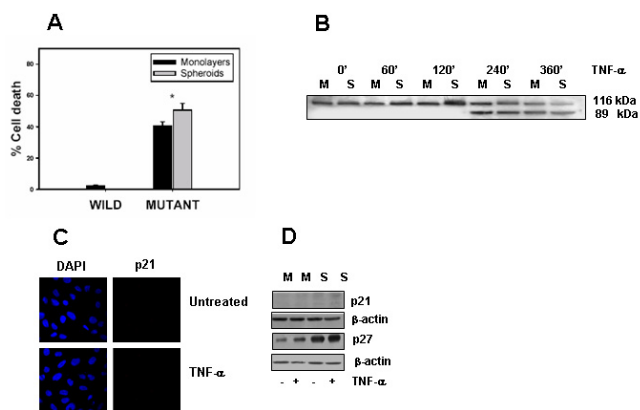 A
Monolayers
Spheroids
% Cell death
80
60
40
20
0
*
WILD MUTANT
B
0' 60' 120' 240' 360' TNF-α
M S M S M S M S M S
116 kDa
89 kDa
C
DAPI p21
Untreated
TNF-α
D
M M S S
p21
β-actin
p27
β-actin
- + - + TNF-α